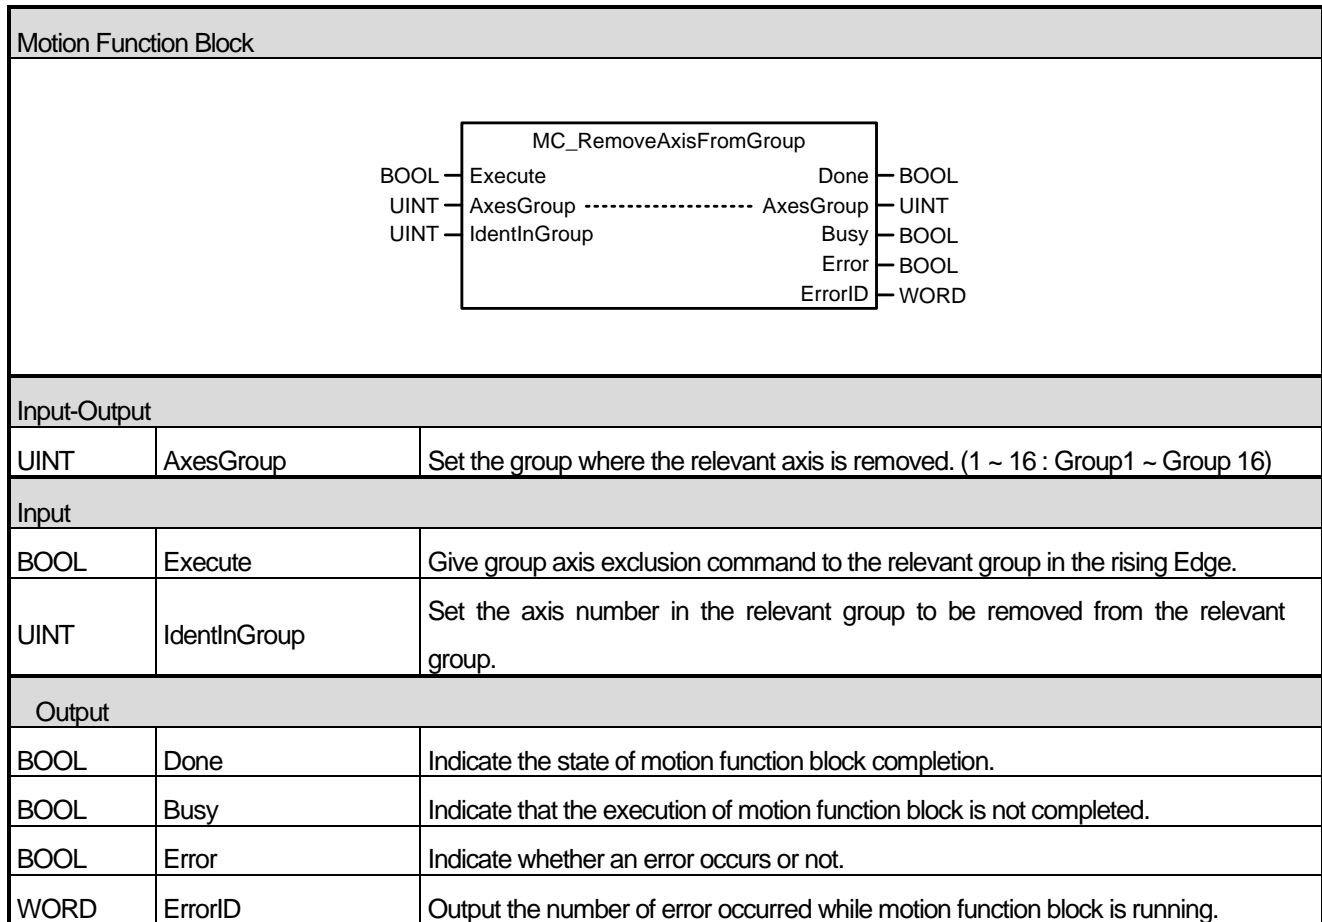 Motion Function Block
MC_RemoveAxisFromGroup
BOOL Execute Done BOOL
UINT AxesGroup AxesGroup UINT
UINT IdentInGroup Busy BOOL
Error BOOL
ErrorID WORD
Input-Output
UINT AxesGroup Set the group where the relevant axis is removed. (1 ~ 16 : Group1 ~ Group 16)
Input
BOOL Execute Give group axis exclusion command to the relevant group in the rising Edge.
UINT IdentInGroup Set the axis number in the relevant group to be removed from the relevant
group.
Output
BOOL Done Indicate the state of motion function block completion.
BOOL Busy Indicate that the execution of motion function block is not completed.
BOOL Error Indicate whether an error occurs or not.
WORD ErrorID Output the number of error occurred while motion function block is running.